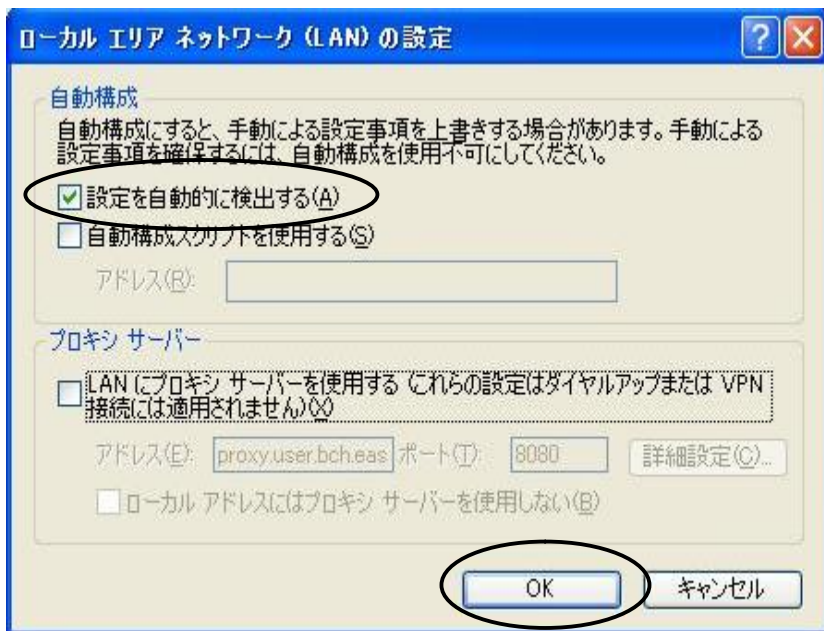 ローカル エリア ネットワーク (LAN) の設定
自動構成
自動構成にすると、手動による設定事項を上書きする場合があります。手動による
設定事項を確保するには、自動構成を使用不可にしてください。
設定を自動的に検出する(A)
自動構成スクリプトを使用する(S)
アドレス(R):
プロキシ サーバー
LAN にプロキシ サーバーを使用する (これらの設定はダイヤルアップまたは VPN
接続には適用されません)(X)
アドレス(E): proxy.user.bch.eas ポート(T): 8080 詳細設定(C)...
ローカル アドレスにはプロキシ サーバーを使用しない(B)
OK キャンセル